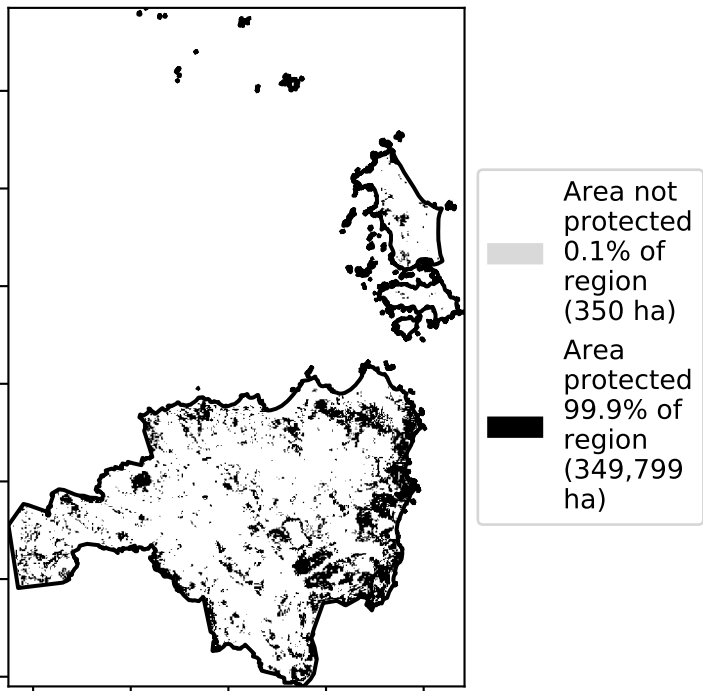 Area not
protected
0.1% of
region
(350 ha)
Area
protected
99.9% of
region
(349,799
ha)